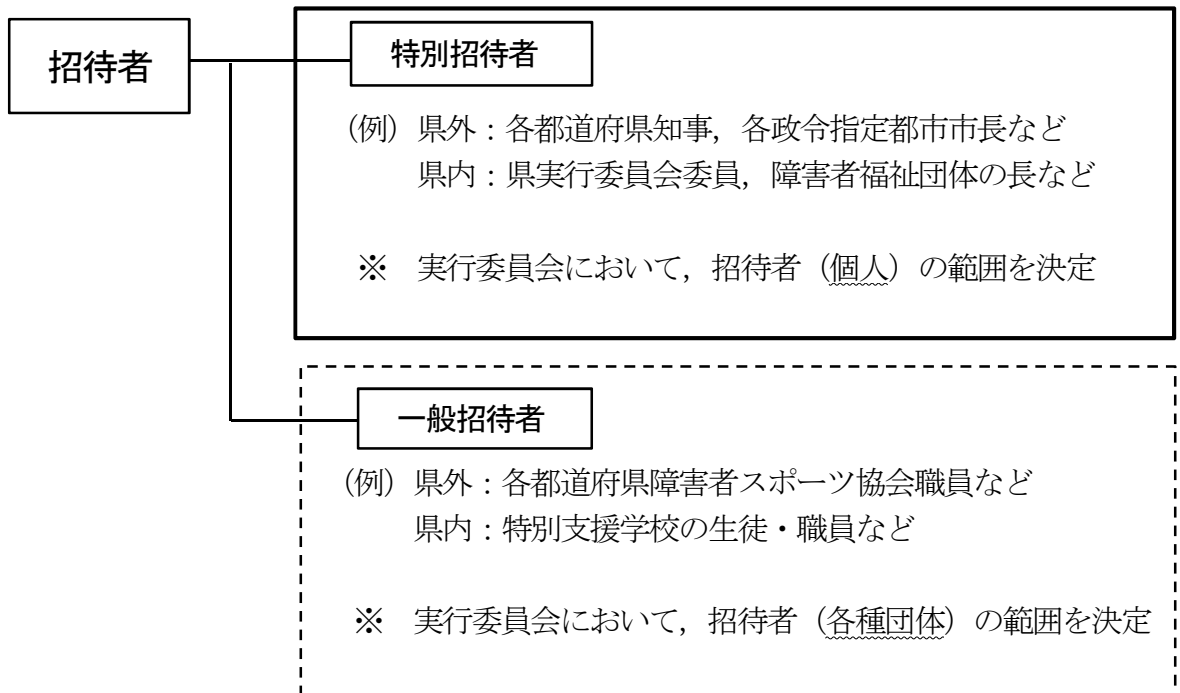 招待者
特別招待者
(例) 県外：各都道府県知事，各政令指定都市市長など
県内：県実行委員会委員，障害者福祉団体の長など
※　実行委員会において，招待者（個人）の範囲を決定
一般招待者
(例) 県外：各都道府県障害者スポーツ協会職員など
県内：特別支援学校の生徒・職員など
※　実行委員会において，招待者（各種団体）の範囲を決定